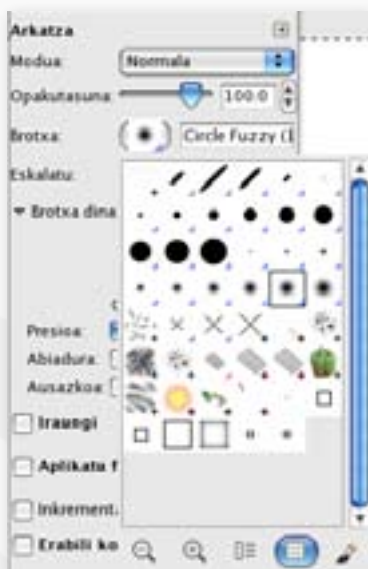 Arkatza
Modua: Normala
Opakutasuna: 100.0
Brotxa: Circle Fuzzy (1
Eskalatu:
Brotxa dina
Presioa:
Abiadura:
Ausazkoa:
Iraungi
Aplikatu f
Inkrement
Erabili ko